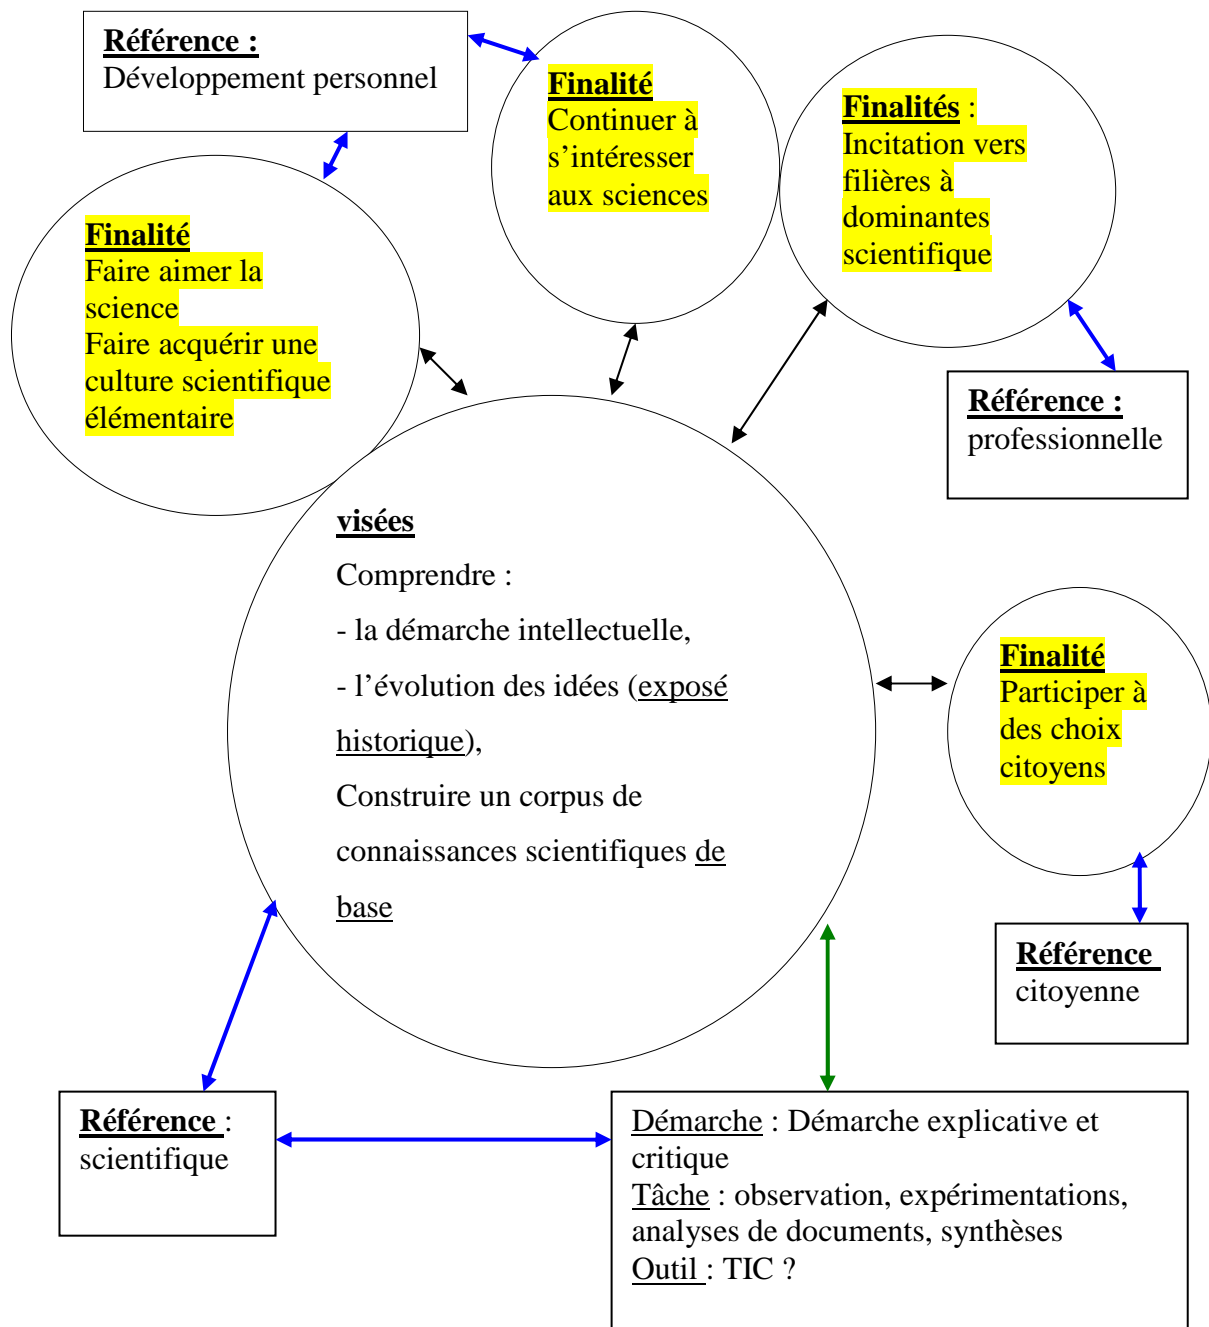 Référence :
Développement personnel
Finalité
Continuer à
s’intéresser
aux sciences
Finalités :
Incitation vers
filières à
dominantes
scientifique
Finalité
Faire aimer la
science
Faire acquérir une
culture scientifique
élémentaire
Référence :
professionnelle
visées
Comprendre :
- la démarche intellectuelle,
- l’évolution des idées (exposé
historique),
Construire un corpus de
connaissances scientifiques de
base
Finalité
Participer à
des choix
citoyens
Référence
citoyenne
Référence :
scientifique
Démarche : Démarche explicative et
critique
Tâche : observation, expérimentations,
analyses de documents, synthèses
Outil : TIC ?